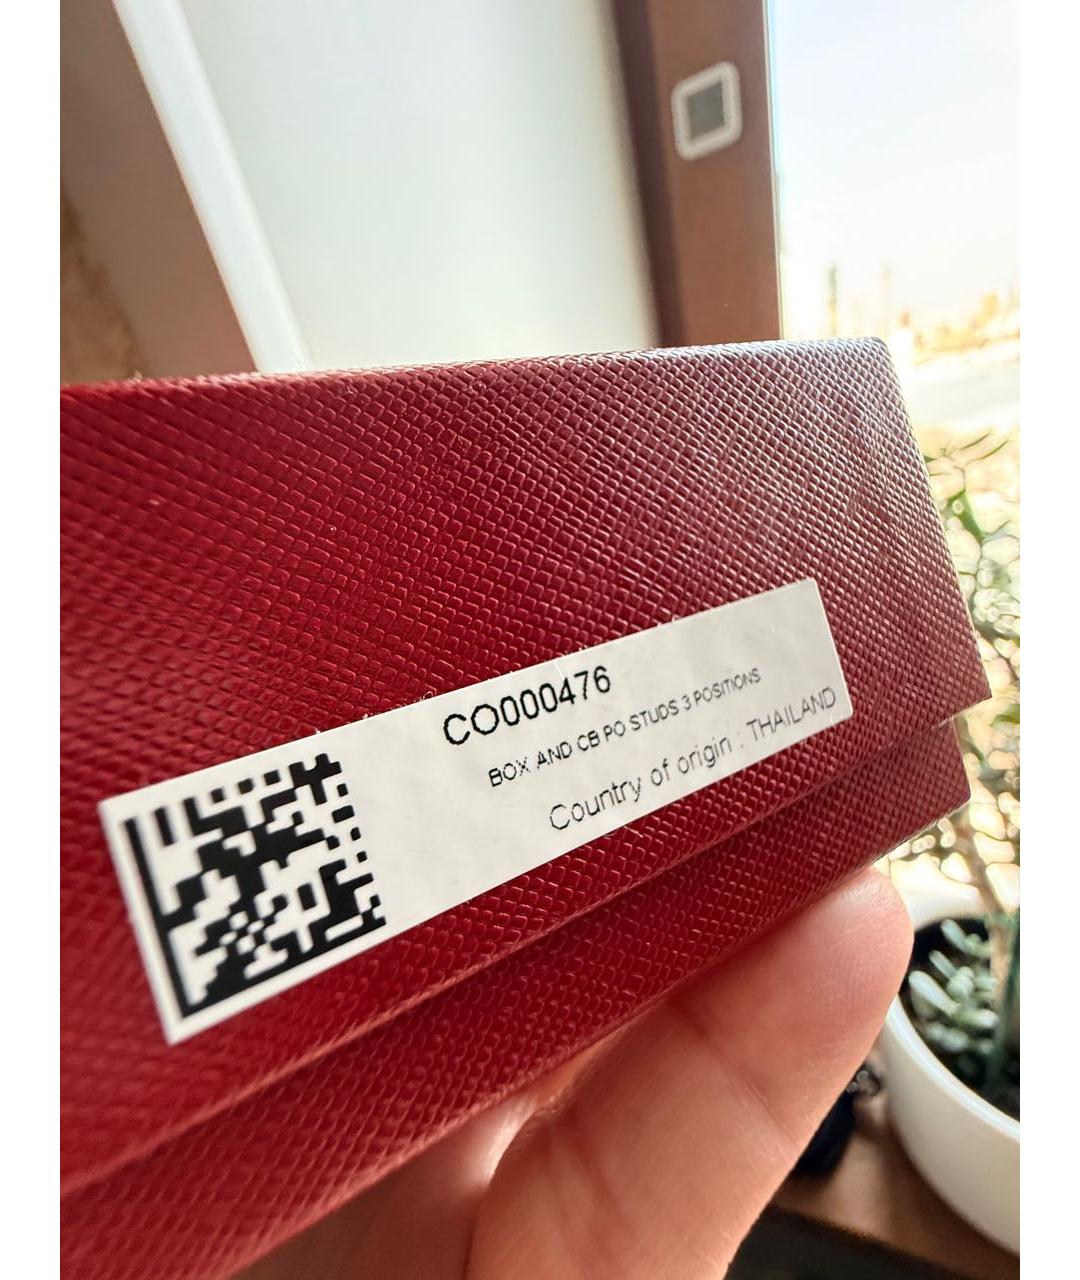 CO000476
BOX AND CB PO STUDS 3 POSITIONS
Country of origin : THAILAND